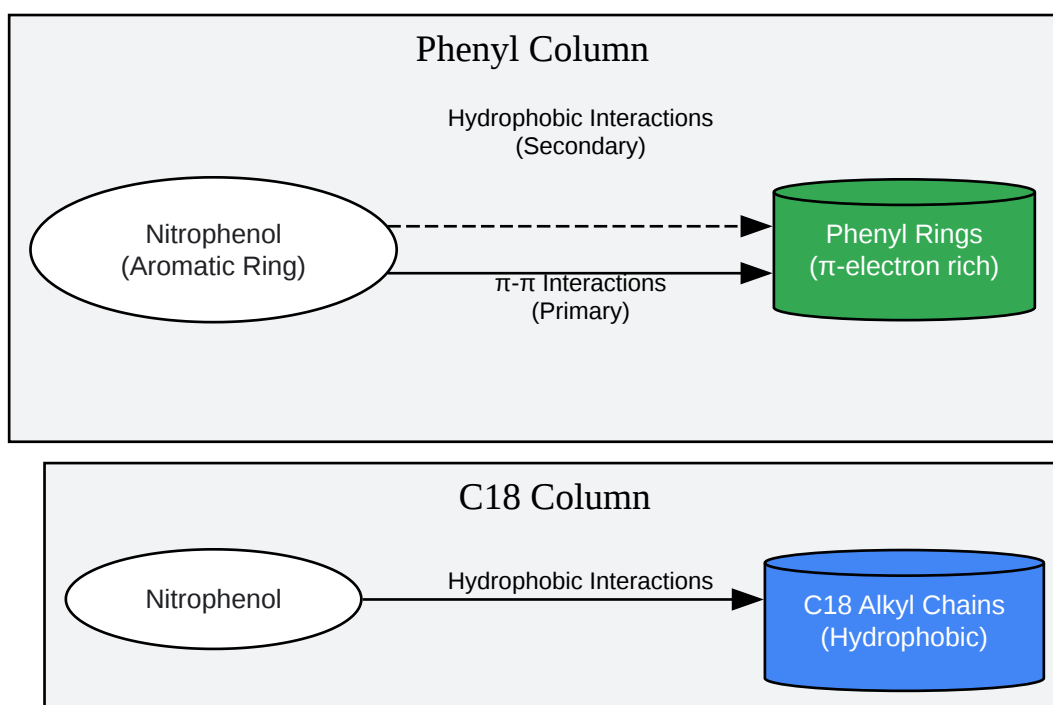 Phenyl Column
Hydrophobic Interactions
(Secondary)
Nitrophenol
(Aromatic Ring)
Phenyl Rings
(π-electron rich)
π-π Interactions
(Primary)
C18 Column
Nitrophenol
Hydrophobic Interactions
C18 Alkyl Chains
(Hydrophobic)